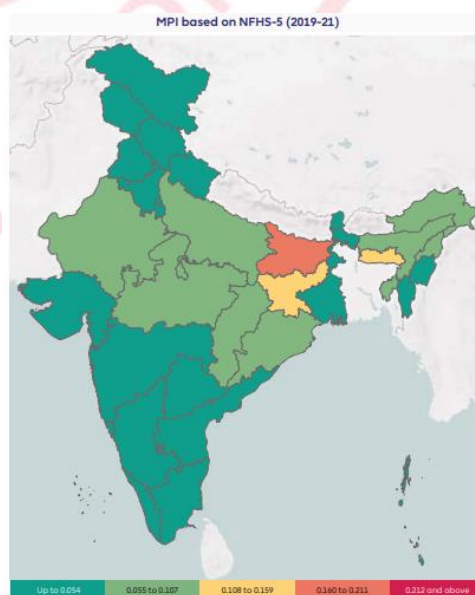 MPI based on NFHS-5 (2019-21)
Up to 0.054 0.055 to 0.107 0.108 to 0.159 0.160 to 0.211 0.212 and above